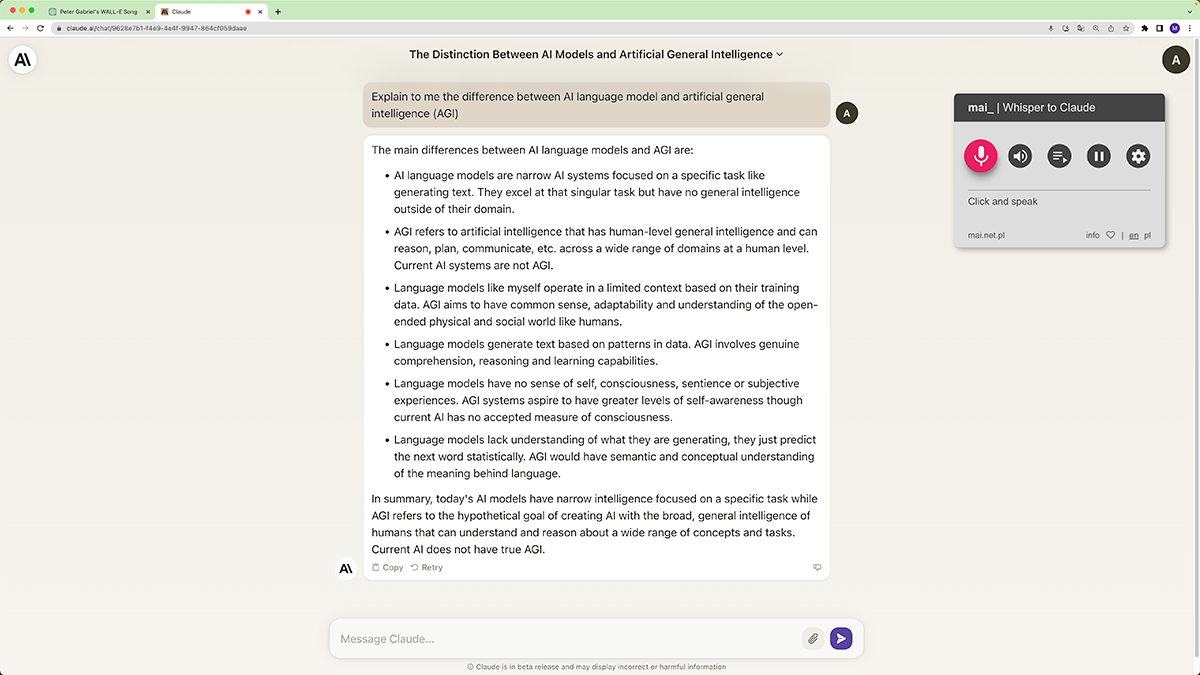 Peter Gabriel's WALL-E Song
Claude
claude.ai/chat/9628e7b1-f4e9-4e4f-9947-864cf059daae
The Distinction Between AI Models and Artificial General Intelligence
A
Explain to me the difference between AI language model and artificial general
intelligence (AGI)
A
mai_ | Whisper to Claude
Click and speak
mai.net.pl
info | en pl
The main differences between AI language models and AGI are:
• AI language models are narrow AI systems focused on a specific task like
generating text. They excel at that singular task but have no general intelligence
outside of their domain.
• AGI refers to artificial intelligence that has human-level general intelligence and can
reason, plan, communicate, etc. across a wide range of domains at a human level.
Current AI systems are not AGI.
• Language models like myself operate in a limited context based on their training
data. AGI aims to have common sense, adaptability and understanding of the open-
ended physical and social world like humans.
• Language models generate text based on patterns in data. AGI involves genuine
comprehension, reasoning and learning capabilities.
• Language models have no sense of self, consciousness, sentience or subjective
experiences. AGI systems aspire to have greater levels of self-awareness though
current AI has no accepted measure of consciousness.
• Language models lack understanding of what they are generating, they just predict
the next word statistically. AGI would have semantic and conceptual understanding
of the meaning behind language.
In summary, today's AI models have narrow intelligence focused on a specific task while
AGI refers to the hypothetical goal of creating AI with the broad, general intelligence of
humans that can understand and reason about a wide range of concepts and tasks.
Current AI does not have true AGI.
Copy Retry
Message Claude...
Claude is in beta release and may display incorrect or harmful information